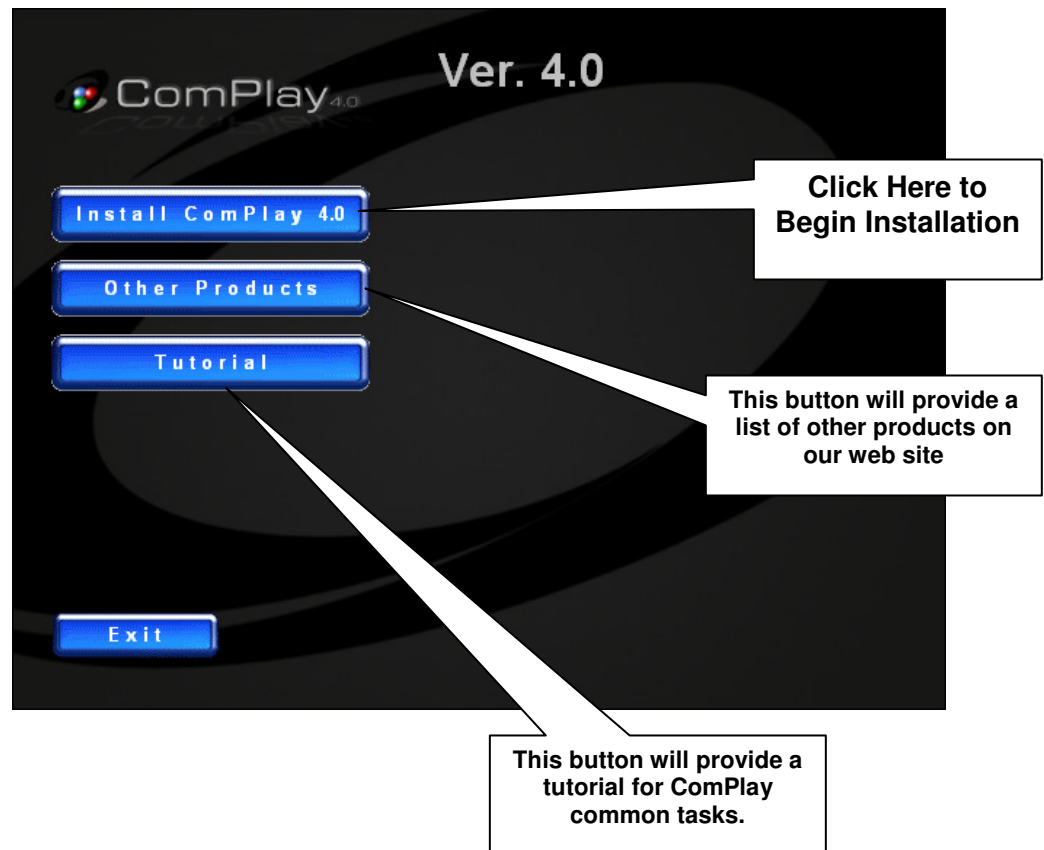 ComPlay 4.0
Ver. 4.0
Install ComPlay 4.0
Other Products
Tutorial
Exit
Click Here to
Begin Installation
This button will provide a
list of other products on
our web site
This button will provide a
tutorial for ComPlay
common tasks.